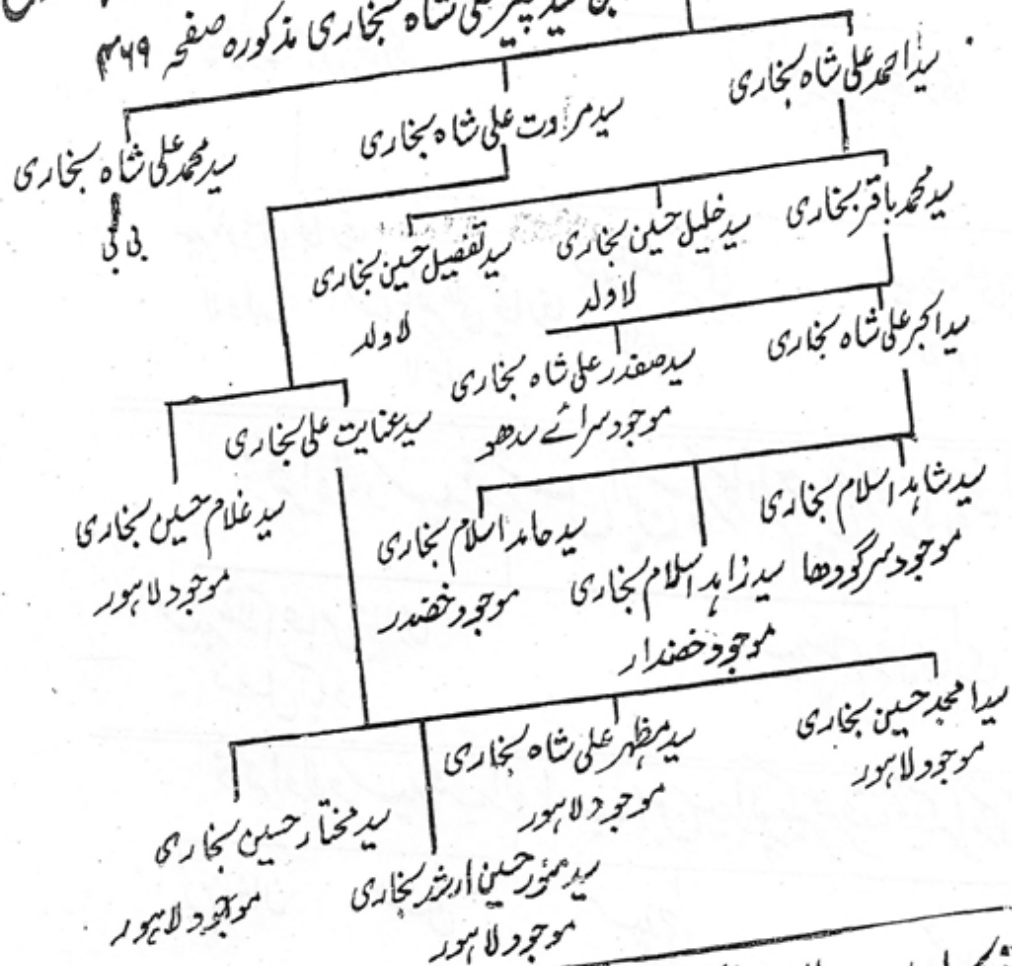 سید پیر علی شاہ بخاری مذکورہ صفحہ ۴۶۹
سید احمد علی شاہ بخاری
سید مروت علی شاہ بخاری
سید محمد علی شاہ بخاری
بی بی
سید محمد باقر بخاری
سید خلیل حسین بخاری
لاولد
سید تفضیل حسین بخاری
لاولد
سید اکبر علی شاہ بخاری
سید صفدر علی شاہ بخاری
موجود سرائے سدھو
سید عنایت علی بخاری
سید غلام حسین بخاری
موجود لاہور
سید شاہد اسلام بخاری
موجود سرگودھا
سید زاہد اسلام بخاری
موجود خضدار
سید حامد اسلام بخاری
موجود خضدر
سید امجد حسین بخاری
موجود لاہور
سید مظہر علی شاہ بخاری
موجود لاہور
سید حسین ارشد بخاری
موجود لاہور
سید مختار حسین بخاری
موجود لاہور